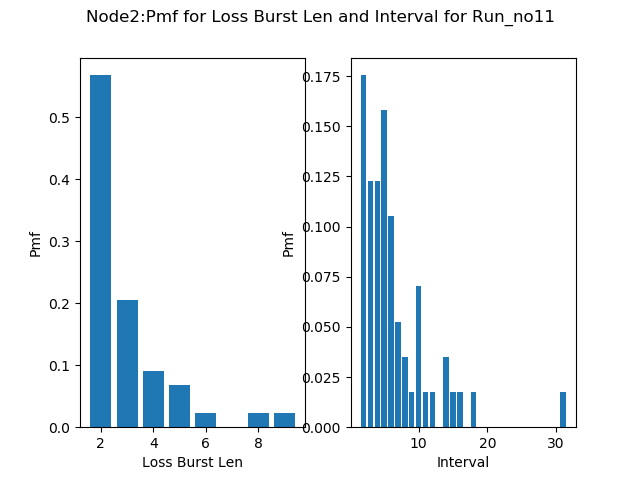 Node2:Pmf for Loss Burst Len and Interval for Run_no11
Pmf
0.5
0.4
0.3
0.2
0.1
0.0
2 4 6 8
Loss Burst Len
Pmf
0.175
0.150
0.125
0.100
0.075
0.050
0.025
0.000
10 20 30
Interval